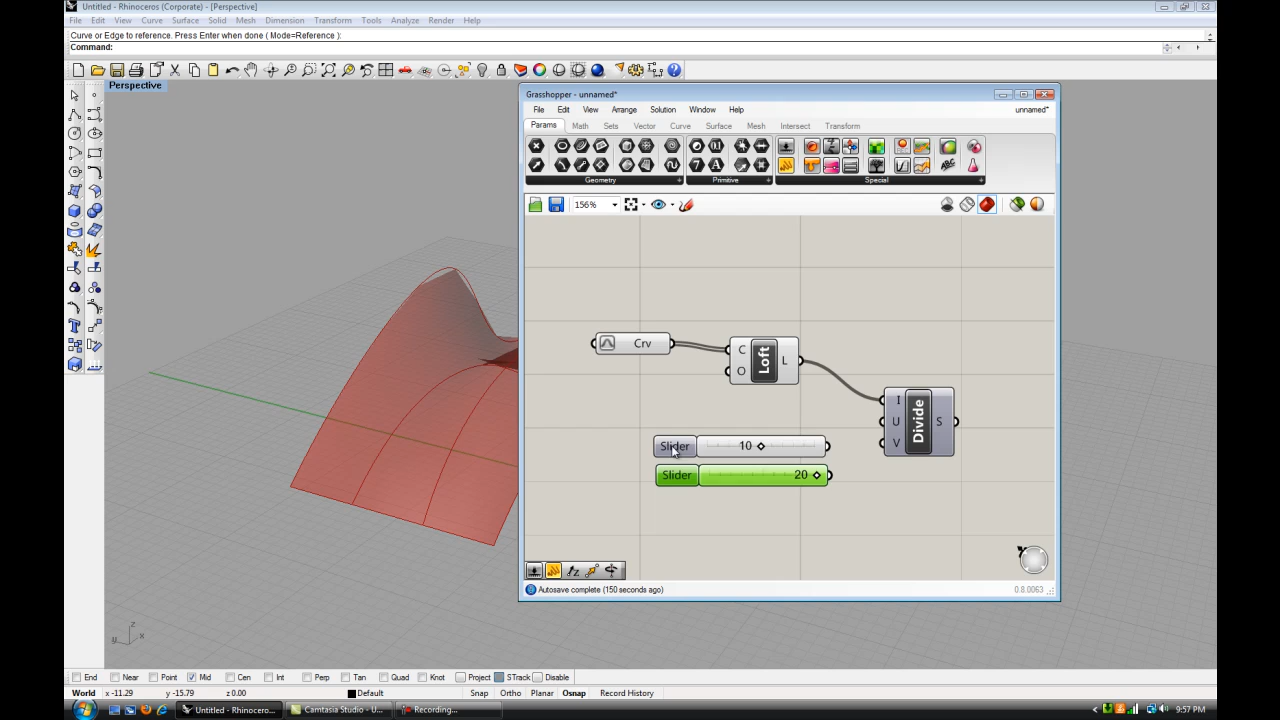 Untitled - Rhinoceros (Corporate) - [Perspective]
File Edit View Curve Surface Solid Mesh Dimension Transform Tools Analyze Render Help
Curve or Edge to reference. Press Enter when done ( Mode=Reference ):
Command:
Perspective
Grasshopper - unnamed*
File Edit View Arrange Solution Window Help unnamed*
Params Math Sets Vector Curve Surface Mesh Intersect Transform
Geometry Primitive Special
156%
Crv
C
O
Loft
L
I
U
V
Divide
S
Slider 10
Slider 20
Autosave complete (150 seconds ago) 0.8.0063
z
y x
End Near Point Mid Cen Int Perp Tan Quad Knot Project STrack Disable
World x -11.29 y -15.79 z 0.00 Default Snap Ortho Planar Osnap Record History
Untitled - Rhinocero... Camtasia Studio - U... Recording... 9:57 PM